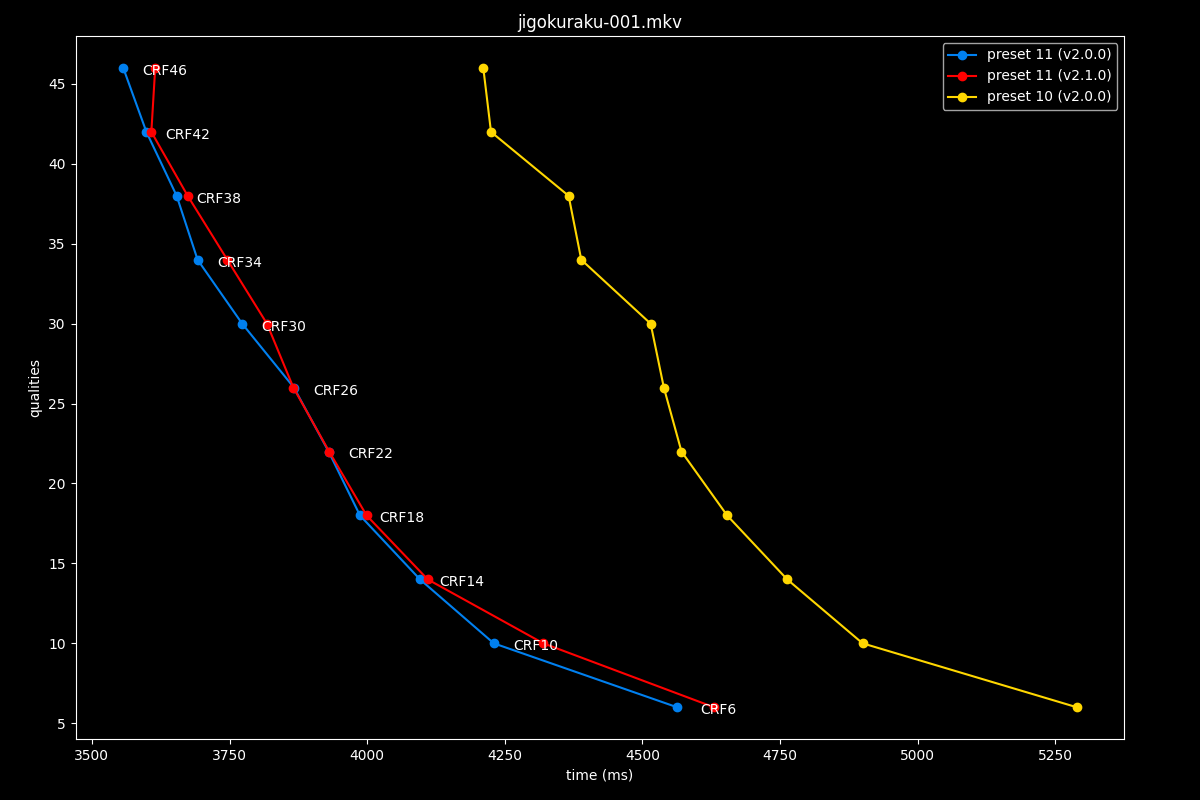 jigokuraku-001.mkv
preset 11 (v2.0.0)
preset 11 (v2.1.0)
preset 10 (v2.0.0)
CRF46
CRF42
CRF38
CRF34
CRF30
CRF26
CRF22
CRF18
CRF14
CRF10
CRF6
45
40
35
30
25
20
15
10
5
qualities
3500 3750 4000 4250 4500 4750 5000 5250
time (ms)